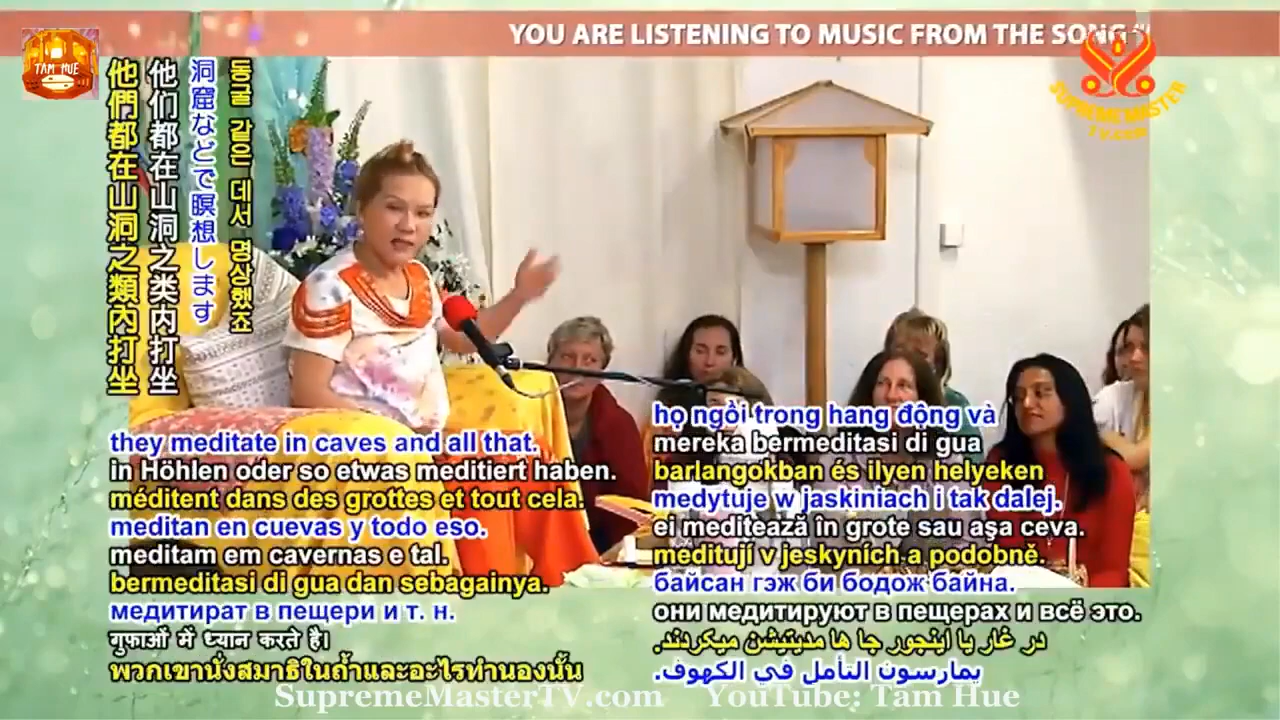 YOU ARE LISTENING TO MUSIC FROM THE SONG "
TAM HUE
SUPREME MASTER
TV.COM
他們都在山洞之類內打坐
他们都在山洞之类内打坐
洞窟などで瞑想します
동굴 같은 데서 명상했죠
they meditate in caves and all that.
in Höhlen oder so etwas meditiert haben.
méditent dans des grottes et tout cela.
meditan en cuevas y todo eso.
meditam em cavernas e tal.
bermeditasi di gua dan sebagainya.
медитират в пещери и т. н.
गुफाओं में ध्यान करते है।
พวกเขานั่งสมาธิในถ้ำและอะไรทำนองนั้น
họ ngồi trong hang động và
mereka bermeditasi di gua
barlangokban és ilyen helyeken
medytuje w jaskiniach i tak dalej.
ei meditează în grote sau aşa ceva.
meditují v jeskyních a podobně.
байсан гэж би бодож байна.
они медитируют в пещерах и всё это.
در غار یا اینجور جا ها مدیتیشن میکردند.
يمارسون التأمل في الكهوف.
SupremeMasterTV.com
YouTube: Tâm Huệ